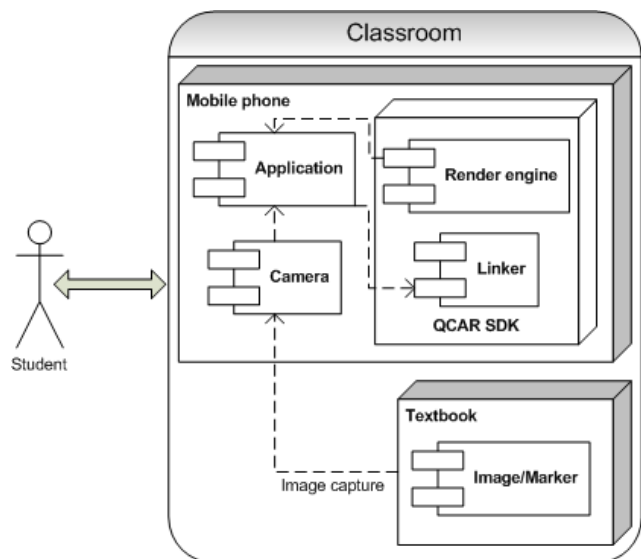 Classroom
Mobile phone
Application
Render engine
Camera
Linker
QCAR SDK
Student
Textbook
Image/Marker
Image capture